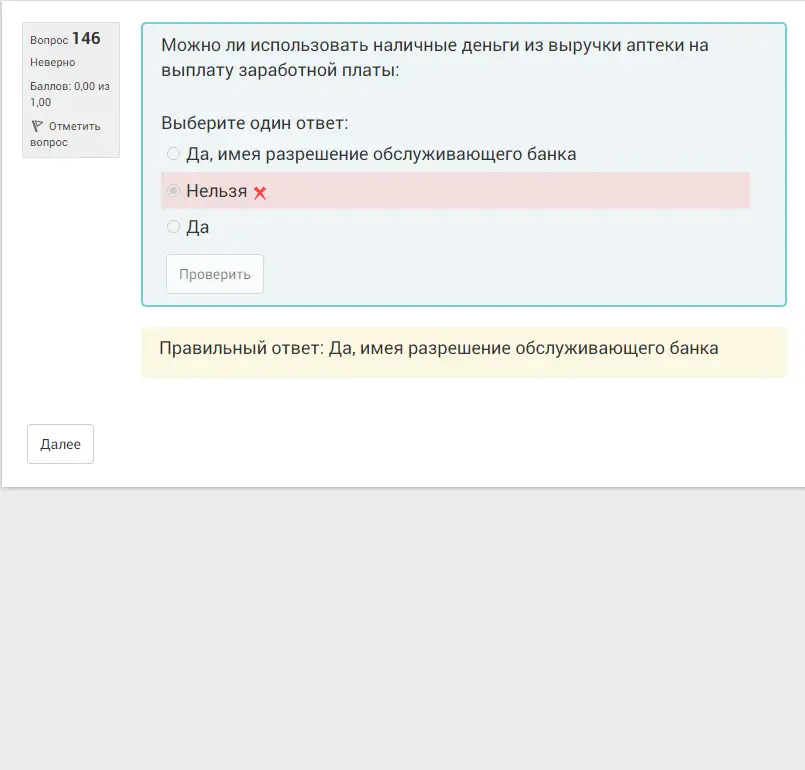 Вопрос 146
Неверно
Баллов: 0,00 из
1,00
Отметить
вопрос
Можно ли использовать наличные деньги из выручки аптеки на
выплату заработной платы:
Выберите один ответ:
Да, имея разрешение обслуживающего банка
Нельзя
Да
Проверить
Правильный ответ: Да, имея разрешение обслуживающего банка
Далее